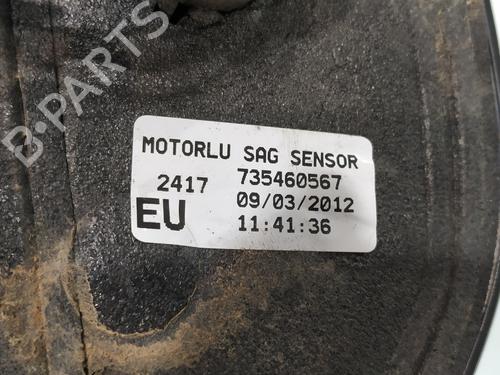 B-PARTS
MOTORLU SAG SENSOR
2417 735460567
EU 09/03/2012
11:41:36